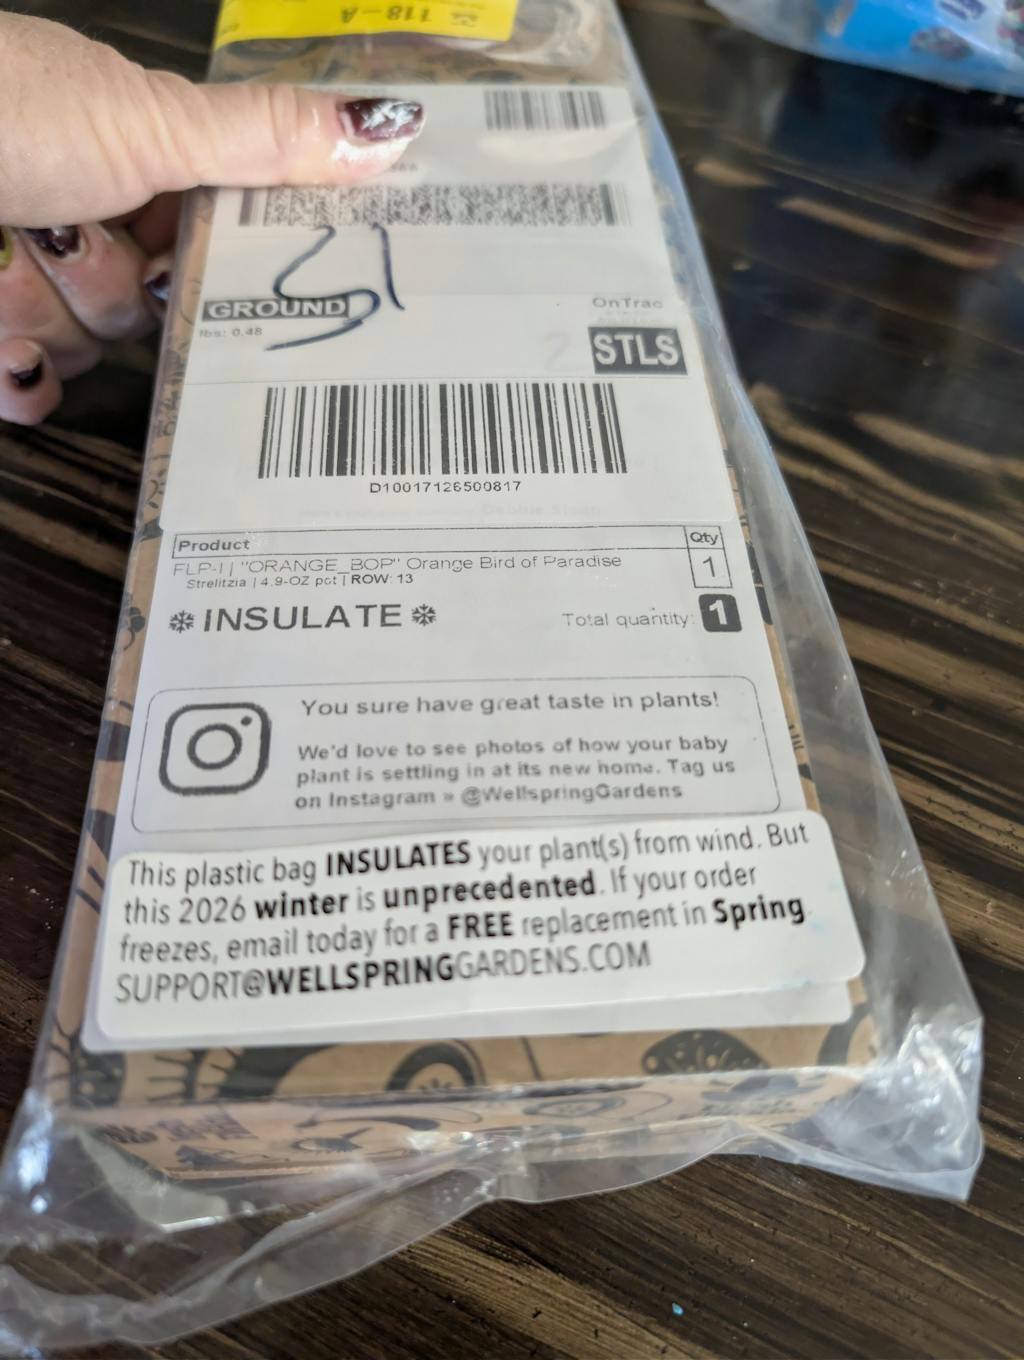 118-A
51
GROUND
lbs: 0.48
OnTrac
STLS
D10017126500817
Product
Qty
FLP-I | "ORANGE_BOP" Orange Bird of Paradise
1
Strelitzia | 4.9-OZ pot | ROW: 13
❄ INSULATE ❄
Total quantity: 1
You sure have great taste in plants!
We'd love to see photos of how your baby
plant is settling in at its new home. Tag us
on Instagram » @WellspringGardens
This plastic bag INSULATES your plant(s) from wind. But
this 2026 winter is unprecedented. If your order
freezes, email today for a FREE replacement in Spring
SUPPORT@WELLSPRINGGARDENS.COM